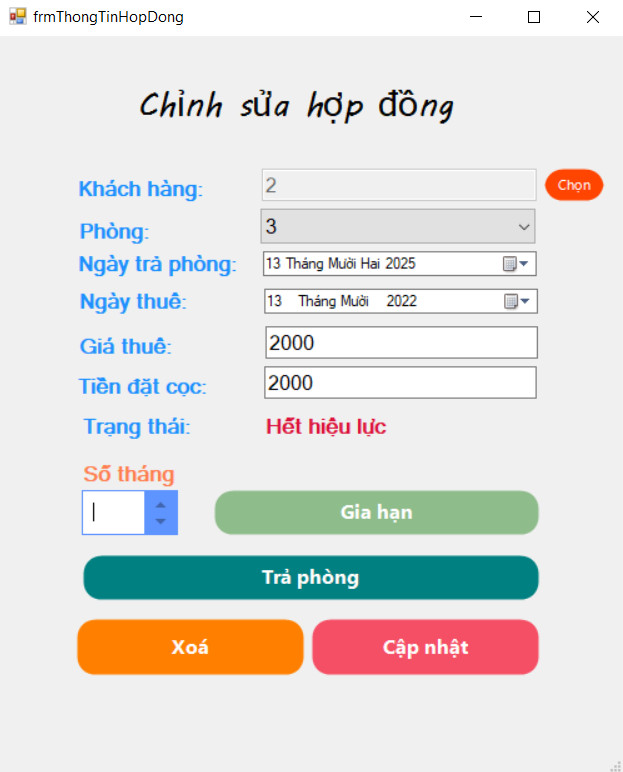 frmThongTinHopDong
Chỉnh sửa hợp đồng
Khách hàng: 2 Chọn
Phòng: 3
Ngày trả phòng: 13 Tháng Mười Hai 2025
Ngày thuê: 13 Tháng Mười 2022
Giá thuê: 2000
Tiền đặt cọc: 2000
Trạng thái: Hết hiệu lực
Số tháng
Gia hạn
Trả phòng
Xoá Cập nhật